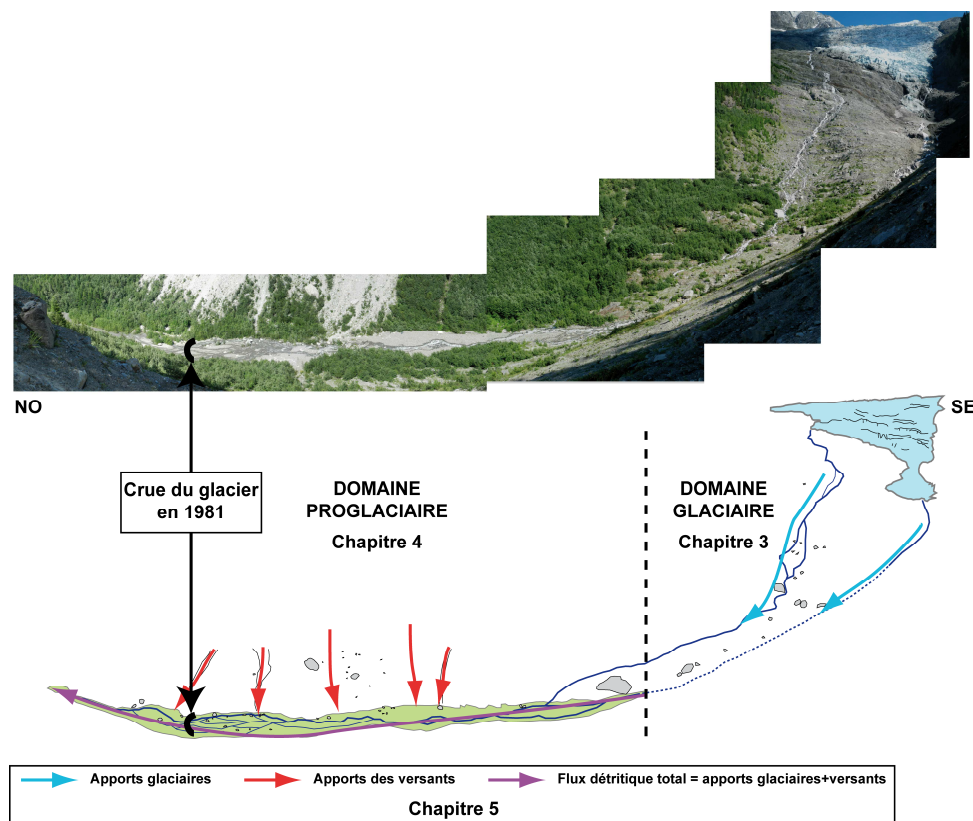 NO
SE
Crue du glacier
en 1981
DOMAINE
PROGLACIAIRE
Chapitre 4
DOMAINE
GLACIAIRE
Chapitre 3
Apports glaciaires
Apports des versants
Flux détritique total = apports glaciaires+versants
Chapitre 5